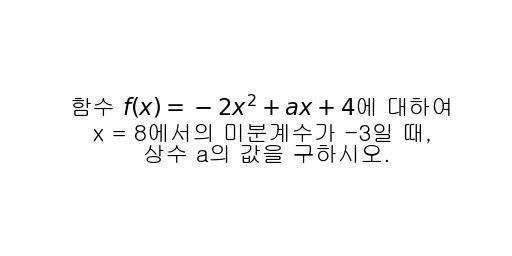 함수 f(x) = − 2x² + ax + 4에 대하여
x = 8에서의 미분계수가 -3일 때,
상수 a의 값을 구하시오.